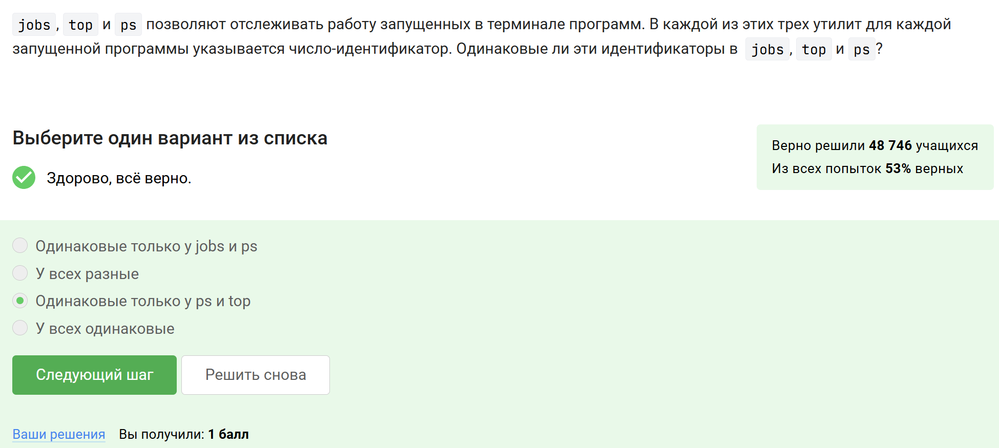 jobs, top и ps позволяют отслеживать работу запущенных в терминале программ. В каждой из этих трех утилит для каждой
запущенной программы указывается число-идентификатор. Одинаковые ли эти идентификаторы в jobs, top и ps?
Выберите один вариант из списка
Здорово, всё верно.
Верно решили 48 746 учащихся
Из всех попыток 53% верных
Одинаковые только у jobs и ps
У всех разные
Одинаковые только у ps и top
У всех одинаковые
Следующий шаг
Решить снова
Ваши решения Вы получили: 1 балл